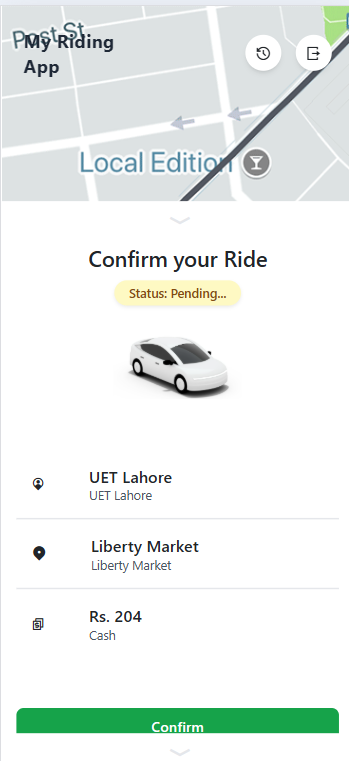 Post St
My Riding
App
Local Edition
Confirm your Ride
Status: Pending...
UET Lahore
UET Lahore
Liberty Market
Liberty Market
Rs. 204
Cash
Confirm